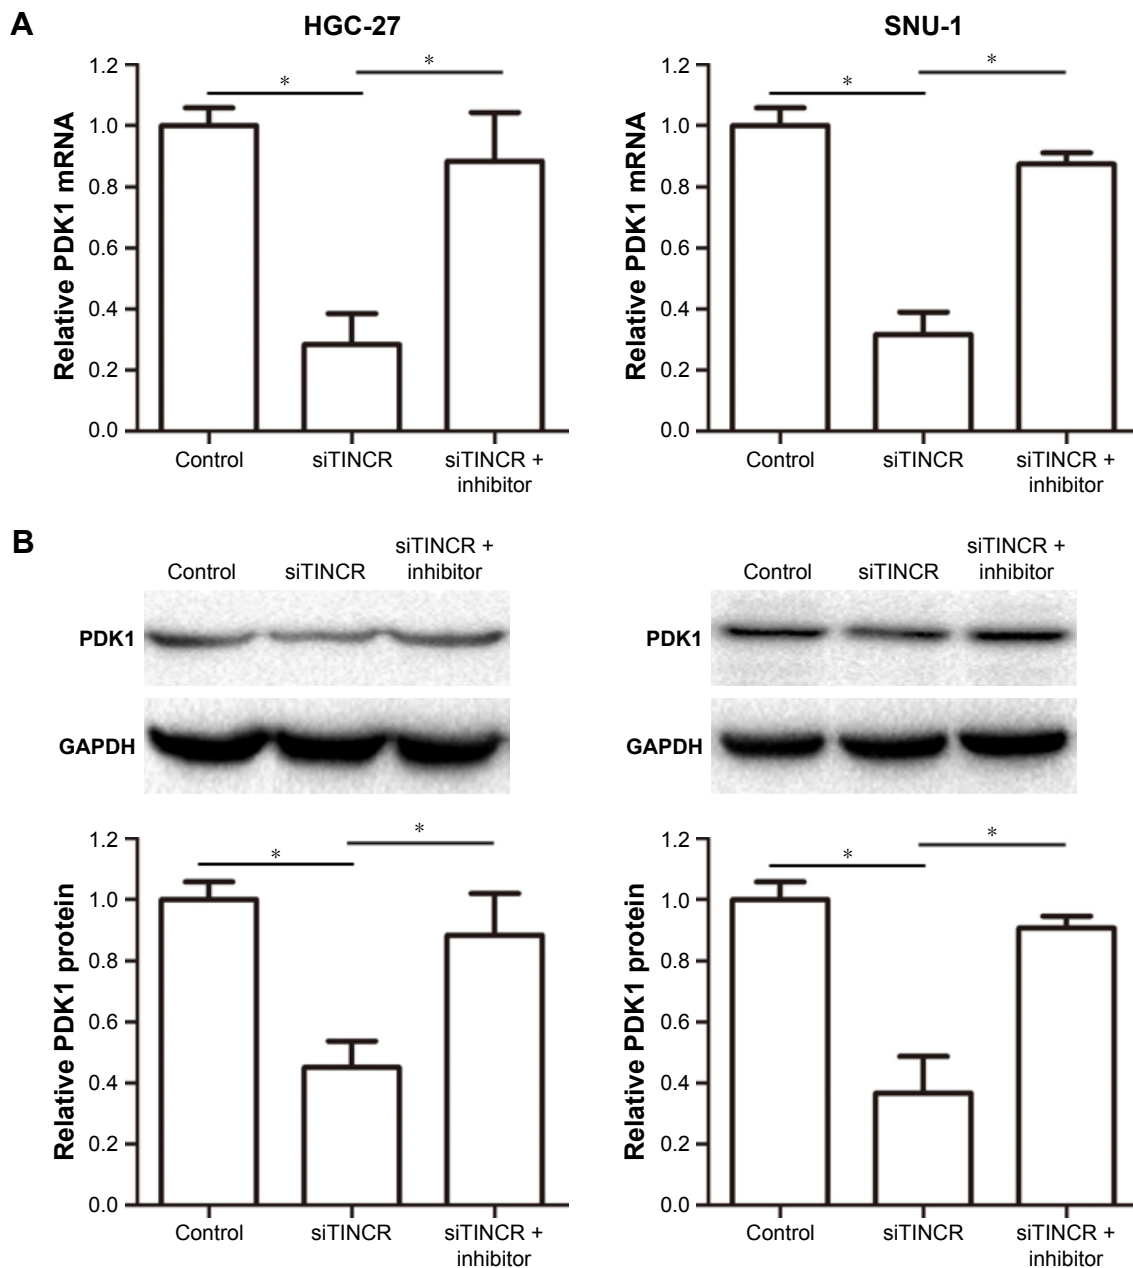 A
HGC-27
SNU-1
Relative PDK1 mRNA
1.2
1.0
0.8
0.6
0.4
0.2
0.0
*
*
Control
siTINCR
siTINCR +
inhibitor
Relative PDK1 mRNA
1.2
1.0
0.8
0.6
0.4
0.2
0.0
*
*
Control
siTINCR
siTINCR +
inhibitor
B
Control
siTINCR
siTINCR +
inhibitor
PDK1
GAPDH
Control
siTINCR
siTINCR +
inhibitor
PDK1
GAPDH
Relative PDK1 protein
1.2
1.0
0.8
0.6
0.4
0.2
0.0
*
*
Control
siTINCR
siTINCR +
inhibitor
Relative PDK1 protein
1.2
1.0
0.8
0.6
0.4
0.2
0.0
*
*
Control
siTINCR
siTINCR +
inhibitor